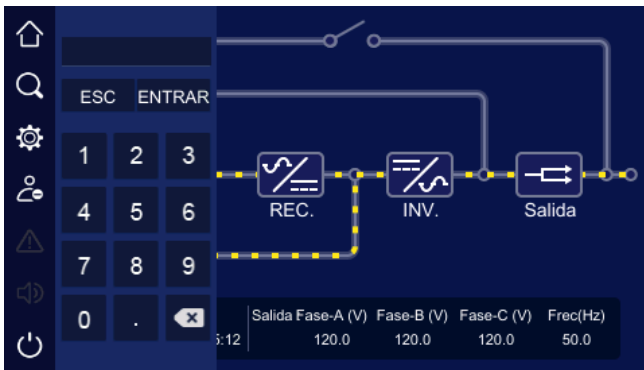 ESC ENTRAR
1 2 3
REC. INV. Salida
4 5 6
7 8 9
0 .
Salida Fase-A (V) Fase-B (V) Fase-C (V) Frec(Hz)
:12 120.0 120.0 120.0 50.0